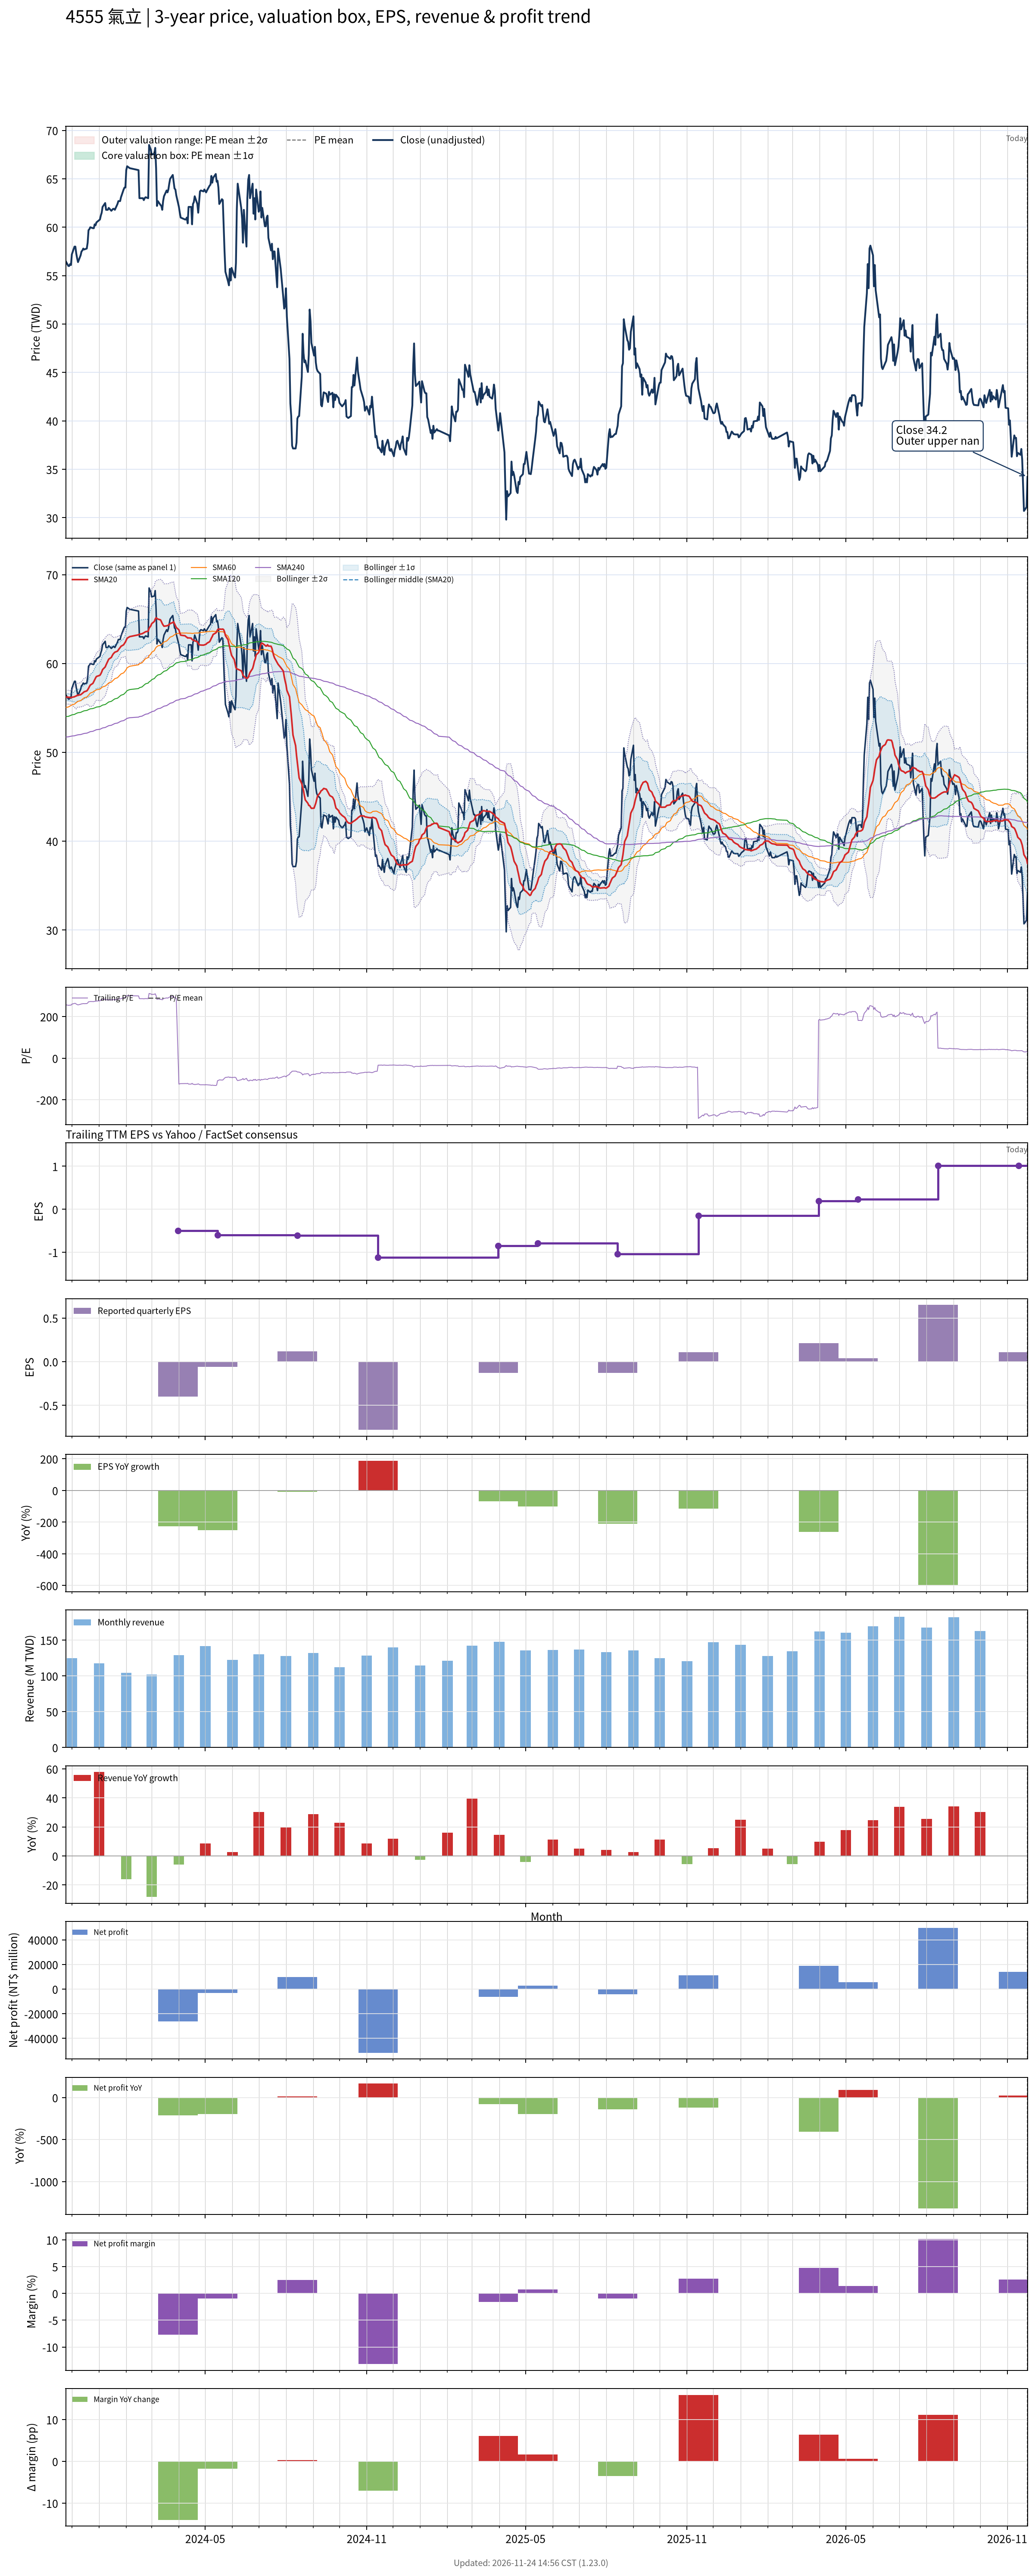 4555 氣立 | 3-year price, valuation box, EPS, revenue & profit trend
Outer valuation range: PE mean ±2σ
PE mean
Close (unadjusted)
Core valuation box: PE mean ±1σ
Today
70
65
60
55
50
45
40
35
30
Price (TWD)
Close 34.2
Outer upper nan
Close (same as panel 1)
SMA60
SMA240
Bollinger ±1σ
SMA20
SMA120
Bollinger ±2σ
Bollinger middle (SMA20)
70
60
50
40
30
Price
Trailing P/E
P/E mean
200
0
-200
P/E
Trailing TTM EPS vs Yahoo / FactSet consensus
Today
1
0
-1
EPS
Reported quarterly EPS
0.5
0.0
-0.5
EPS
EPS YoY growth
200
0
-200
-400
-600
YoY (%)
Monthly revenue
150
100
50
0
Revenue (M TWD)
Revenue YoY growth
60
40
20
0
-20
YoY (%)
Month
Net profit
40000
20000
0
-20000
-40000
Net profit (NT$ million)
Net profit YoY
0
-500
-1000
YoY (%)
Net profit margin
10
5
0
-5
-10
Margin (%)
Margin YoY change
10
0
-10
Δ margin (pp)
2024-05
2024-11
2025-05
2025-11
2026-05
2026-11
Updated: 2026-11-24 14:56 CST (1.23.0)